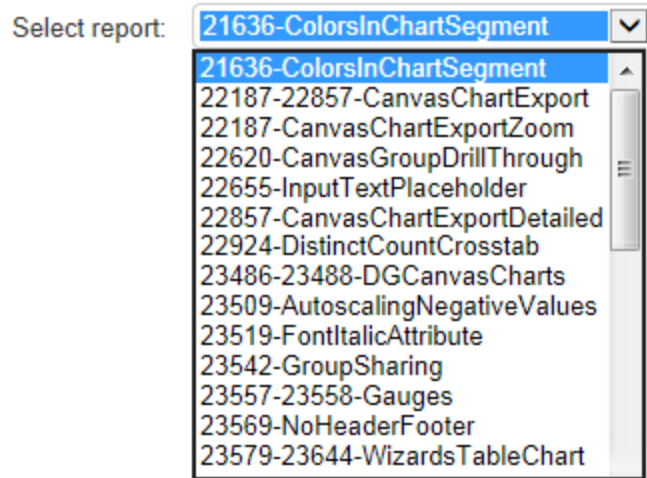 Select report: 21636-ColorsInChartSegment
21636-ColorsInChartSegment
22187-22857-CanvasChartExport
22187-CanvasChartExportZoom
22620-CanvasGroupDrillThrough
22655-InputTextPlaceholder
22857-CanvasChartExportDetailed
22924-DistinctCountCrosstab
23486-23488-DGCanvasCharts
23509-AutoscalingNegativeValues
23519-FontItalicAttribute
23542-GroupSharing
23557-23558-Gauges
23569-NoHeaderFooter
23579-23644-WizardsTableChart